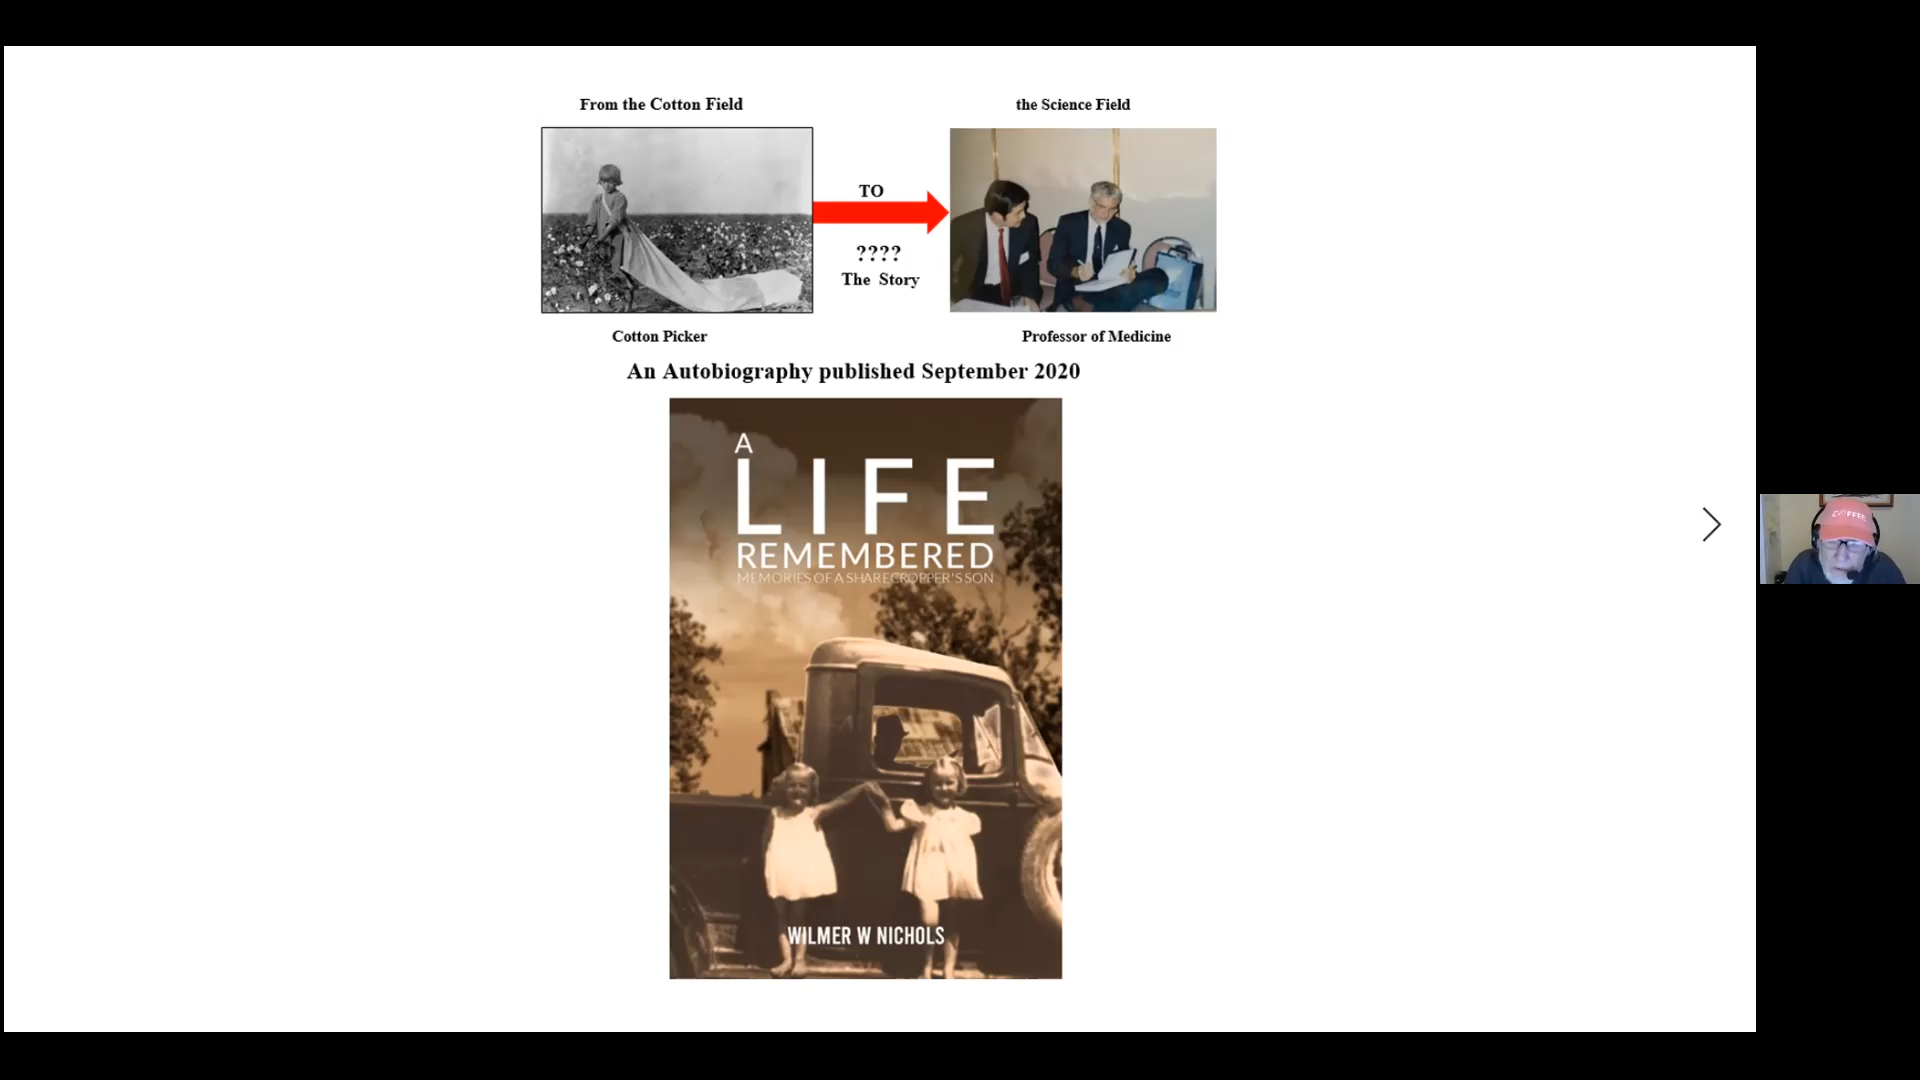 From the Cotton Field
the Science Field
TO
????
The Story
Cotton Picker
Professor of Medicine
An Autobiography published September 2020
A
LIFE
REMEMBERED
MEMORIES OF A SHARECROPPER'S SON
WILMER W NICHOLS